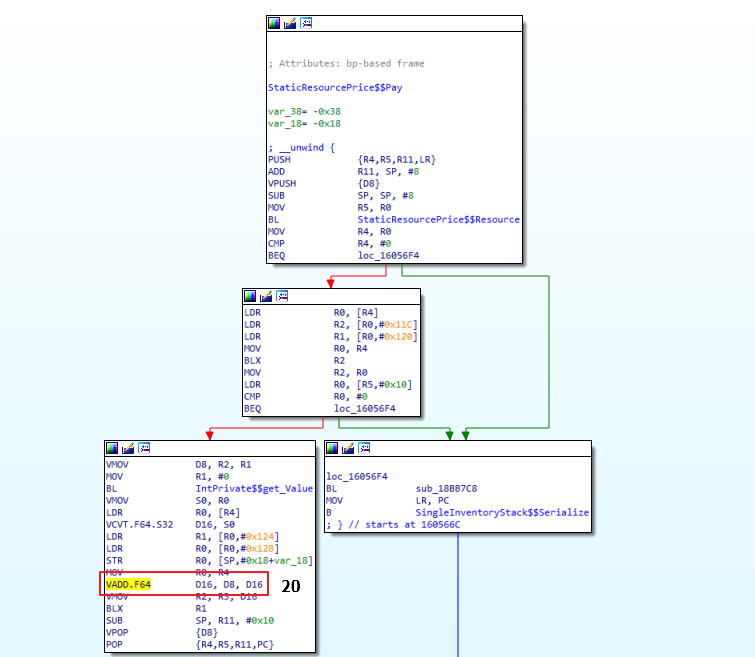 ; Attributes: bp-based frame
StaticResourcePrice$$Pay
var_38= -0x38
var_18= -0x18
; __unwind {
PUSH {R4,R5,R11,LR}
ADD R11, SP, #8
VPUSH {D8}
SUB SP, SP, #8
MOV R5, R0
BL StaticResourcePrice$$Resource
MOV R4, R0
CMP R4, #0
BEQ loc_16056F4
LDR R0, [R4]
LDR R2, [R0,#0x11C]
LDR R1, [R0,#0x120]
MOV R0, R4
BLX R2
MOV R2, R0
LDR R0, [R5,#0x10]
CMP R0, #0
BEQ loc_16056F4
VMOV D8, R2, R1
MOV R1, #0
BL IntPrivate$$get_Value
VMOV S0, R0
LDR R0, [R4]
VCVT.F64.S32 D16, S0
LDR R1, [R0,#0x124]
LDR R0, [R0,#0x128]
STR R0, [SP,#0x18+var_18]
MOV R0, R4
VADD.F64 D16, D8, D16
20
VMOV R2, R3, D16
BLX R1
SUB SP, R11, #0x10
VPOP {D8}
POP {R4,R5,R11,PC}
loc_16056F4
BL sub_18BB7C8
MOV LR, PC
B SingleInventoryStack$$Serialize
; } // starts at 160566C